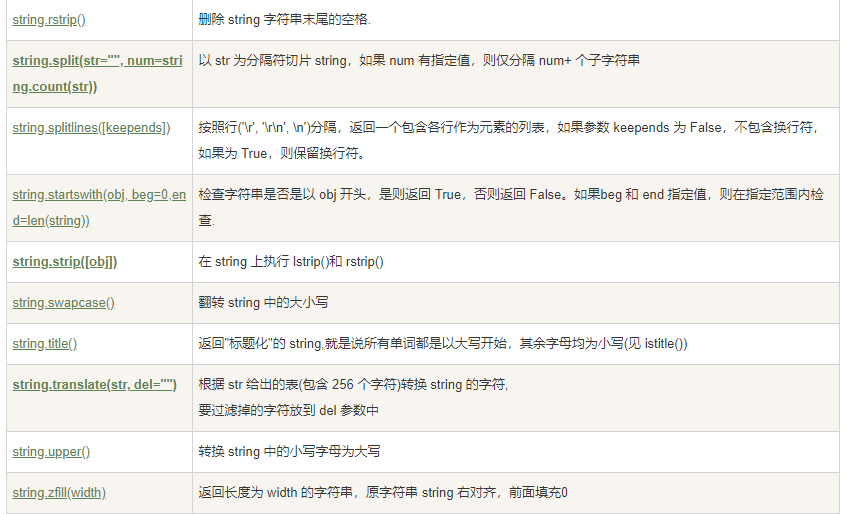 string.rstrip()
删除 string 字符串末尾的空格.
string.split(str="", num=stri
ng.count(str))
以 str 为分隔符切片 string，如果 num 有指定值，则仅分隔 num+ 个子字符串
string.splitlines([keepends])
按照行('\r', '\r\n', \n')分隔，返回一个包含各行作为元素的列表，如果参数 keepends 为 False，不包含换行符，
如果为 True，则保留换行符。
string.startswith(obj, beg=0,en
d=len(string))
检查字符串是否是以 obj 开头，是则返回 True，否则返回 False。如果beg 和 end 指定值，则在指定范围内检
查.
string.strip([obj])
在 string 上执行 lstrip()和 rstrip()
string.swapcase()
翻转 string 中的大小写
string.title()
返回"标题化"的 string,就是说所有单词都是以大写开始，其余字母均为小写(见 istitle())
string.translate(str, del="")
根据 str 给出的表(包含 256 个字符)转换 string 的字符,
要过滤掉的字符放到 del 参数中
string.upper()
转换 string 中的小写字母为大写
string.zfill(width)
返回长度为 width 的字符串，原字符串 string 右对齐，前面填充0